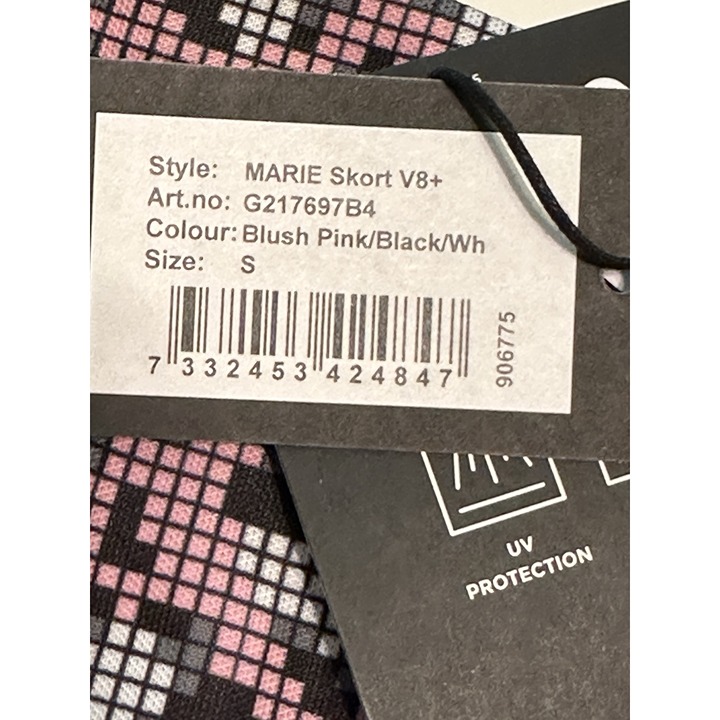 Style: MARIE Skort V8+
Art.no: G217697B4
Colour: Blush Pink/Black/Wh
Size: S
7 332453 424847
906775
UV
PROTECTION